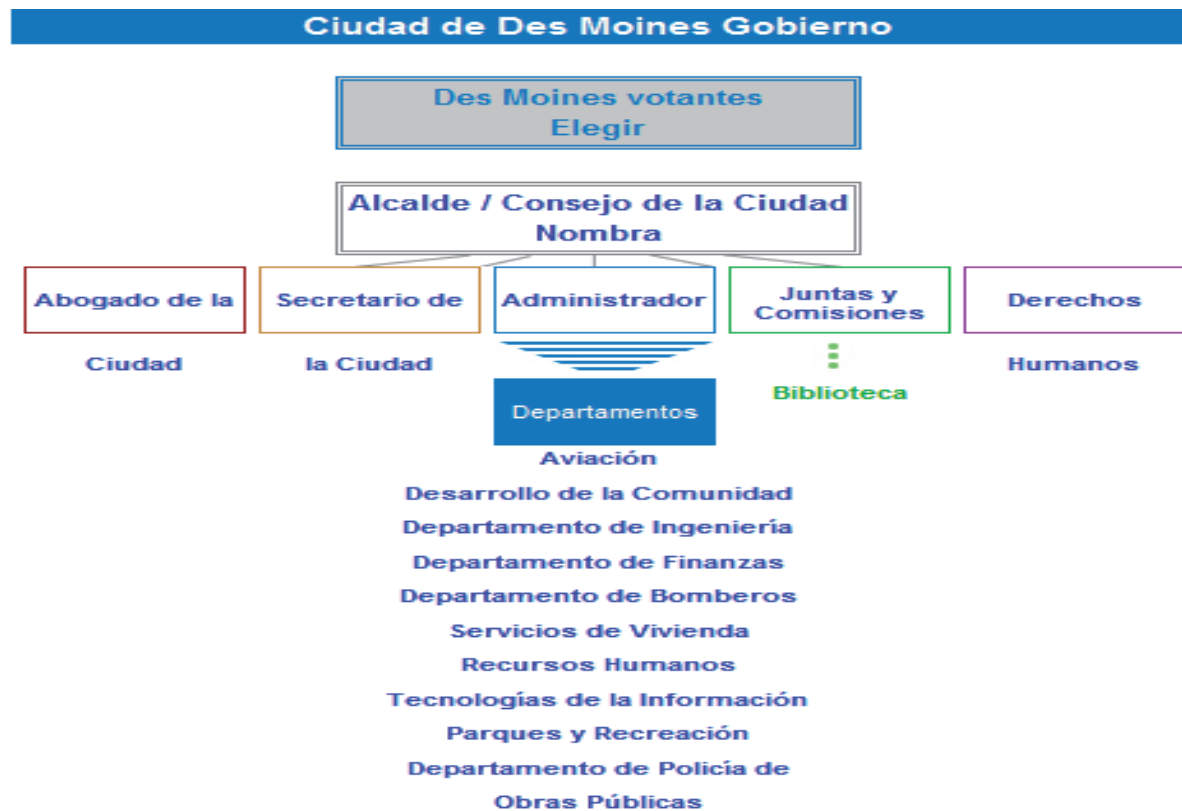 Ciudad de Des Moines Gobierno
Des Moines votantes
Elegir
Alcalde / Consejo de la Ciudad
Nombra
Abogado de la
Ciudad
Secretario de
la Ciudad
Administrador
Juntas y
Comisiones
Biblioteca
Derechos
Humanos
Departamentos
Aviación
Desarrollo de la Comunidad
Departamento de Ingeniería
Departamento de Finanzas
Departamento de Bomberos
Servicios de Vivienda
Recursos Humanos
Tecnologías de la Información
Parques y Recreación
Departamento de Policía de
Obras Públicas